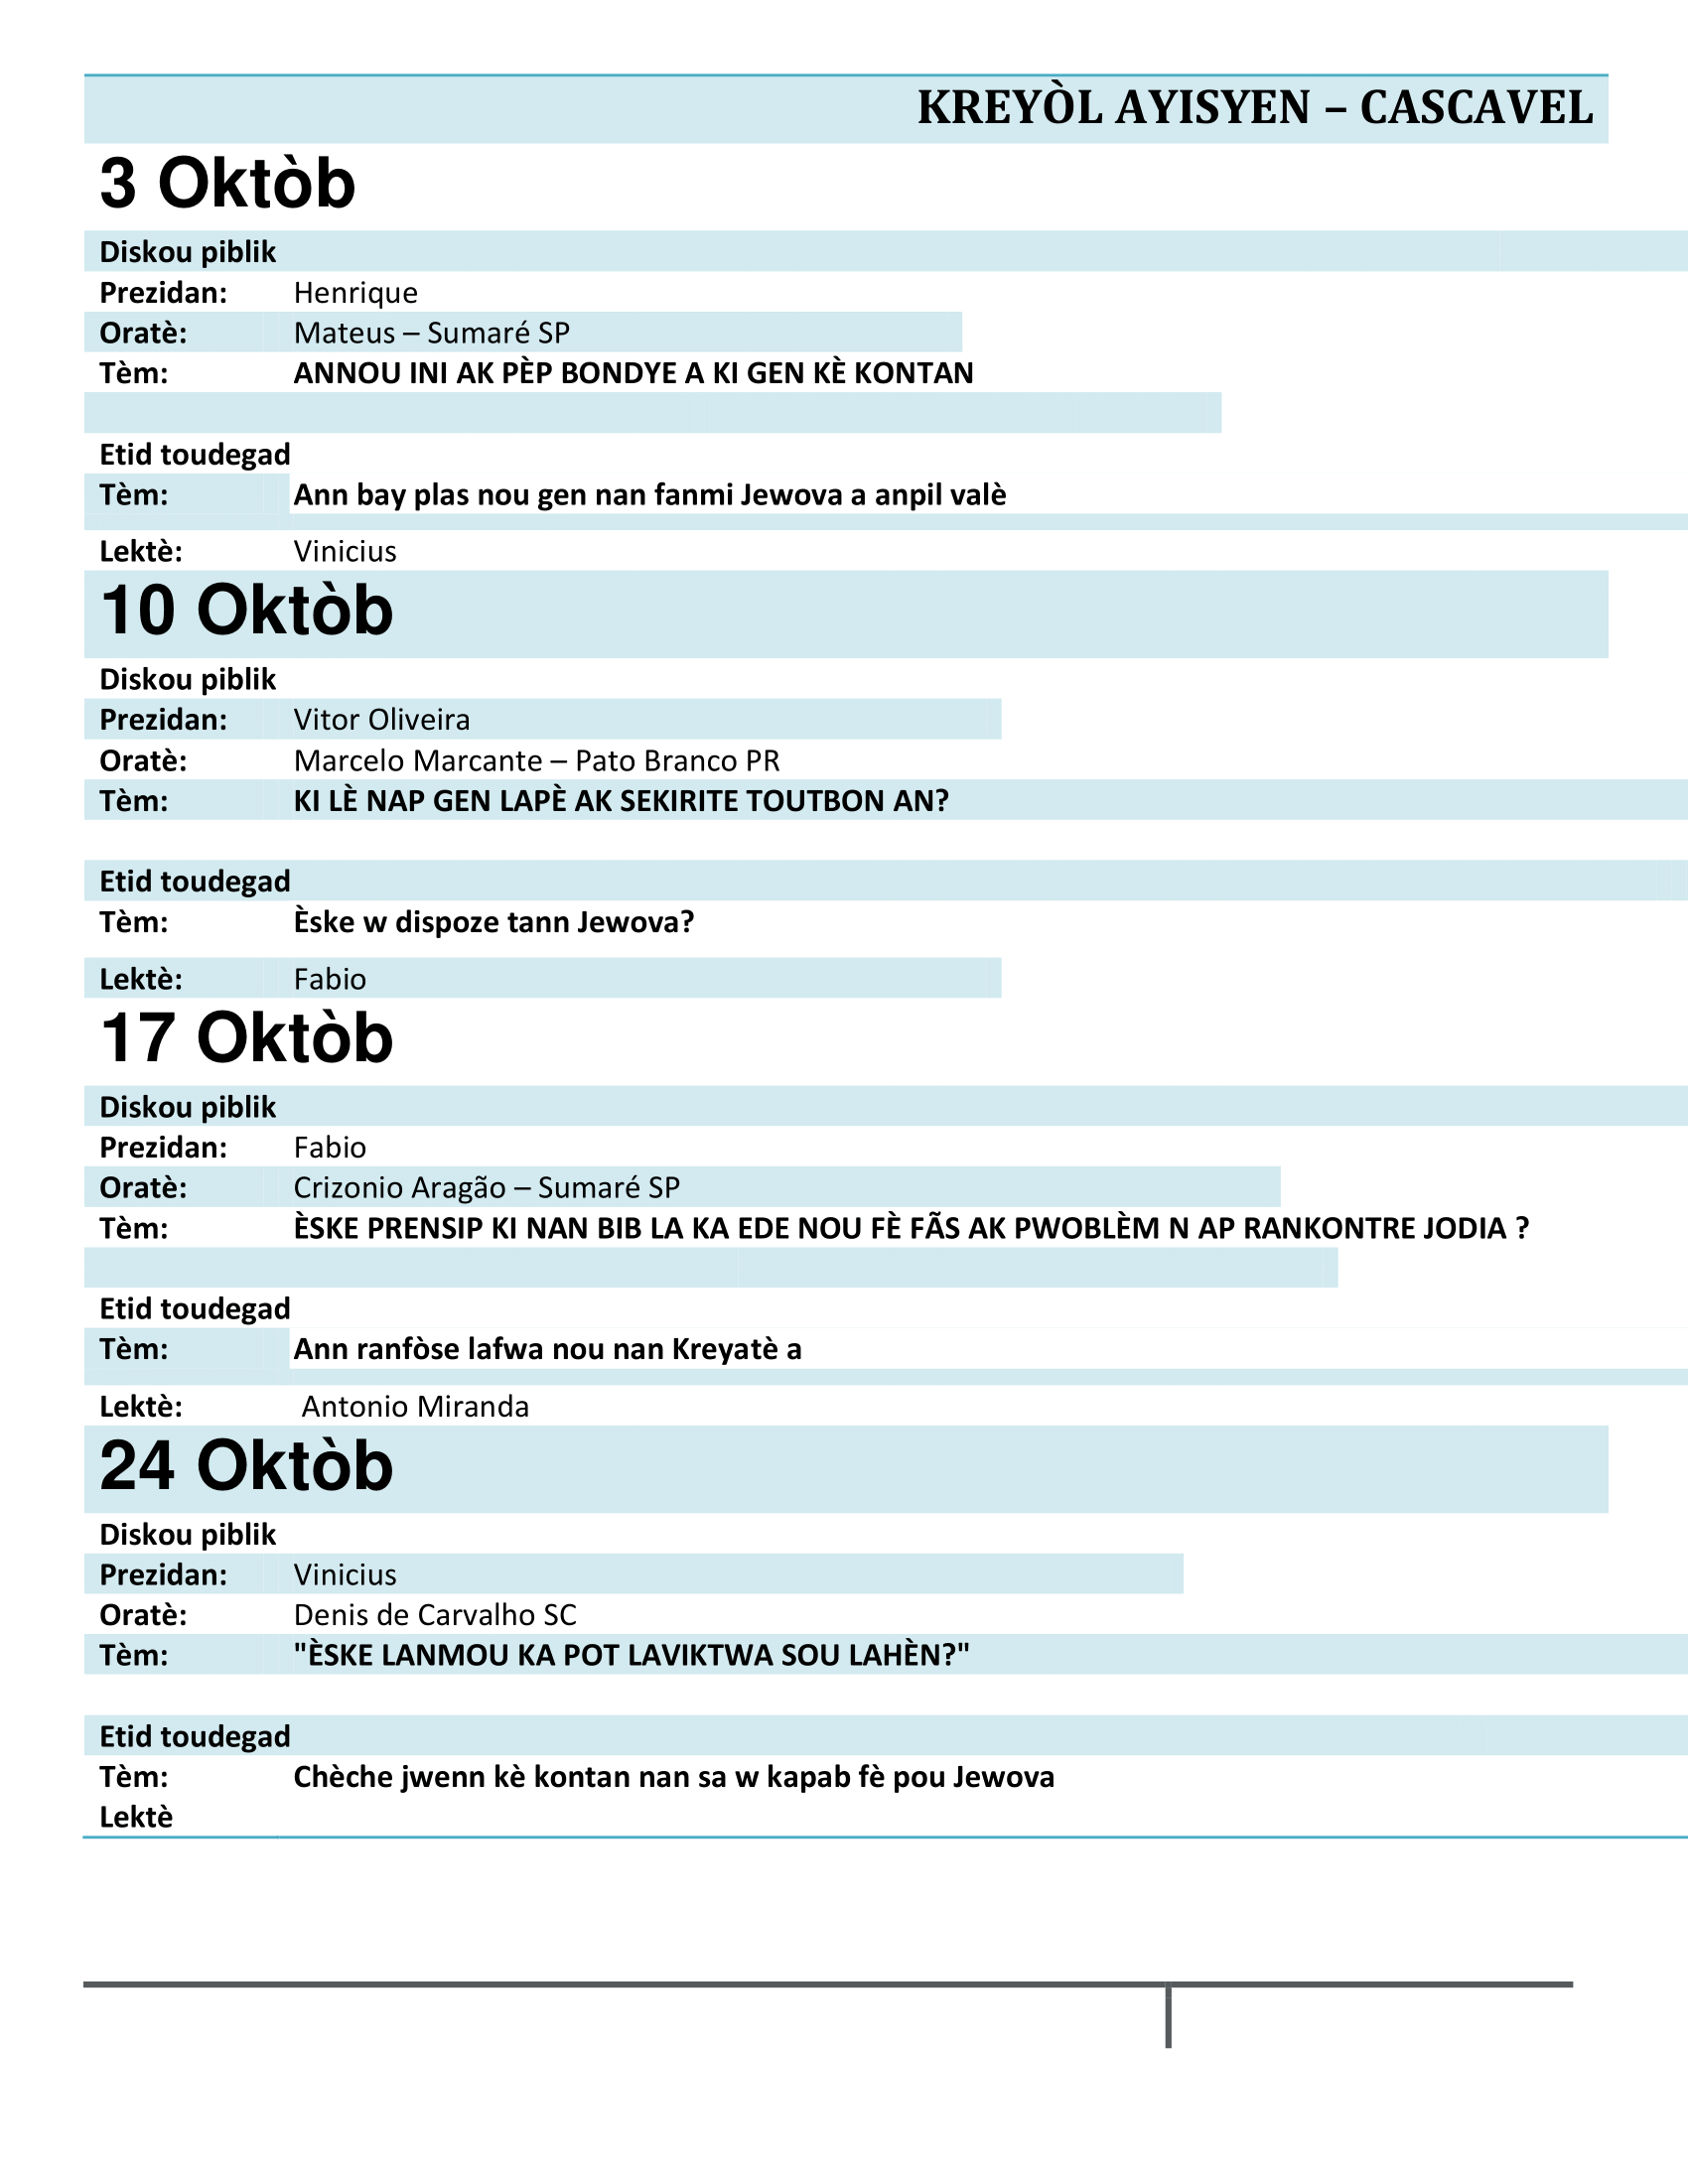 KREYÒL AYISYEN – CASCAVEL
3 Oktòb
Diskou piblik
Prezidan: Henrique
Oratè: Mateus – Sumaré SP
Tèm: ANNOU INI AK PÈP BONDYE A KI GEN KÈ KONTAN
Etid toudegad
Tèm: Ann bay plas nou gen nan fanmi Jewova a anpil valè
Lektè: Vinicius
10 Oktòb
Diskou piblik
Prezidan: Vitor Oliveira
Oratè: Marcelo Marcante – Pato Branco PR
Tèm: KI LÈ NAP GEN LAPÈ AK SEKIRITE TOUTBON AN?
Etid toudegad
Tèm: Èske w dispoze tann Jewova?
Lektè: Fabio
17 Oktòb
Diskou piblik
Prezidan: Fabio
Oratè: Crizonio Aragão – Sumaré SP
Tèm: ÈSKE PRENSIP KI NAN BIB LA KA EDE NOU FÈ FÃS AK PWOBLÈM N AP RANKONTRE JODIA ?
Etid toudegad
Tèm: Ann ranfòse lafwa nou nan Kreyatè a
Lektè: Antonio Miranda
24 Oktòb
Diskou piblik
Prezidan: Vinicius
Oratè: Denis de Carvalho SC
Tèm: "ÈSKE LANMOU KA POT LAVIKTWA SOU LAHÈN?"
Etid toudegad
Tèm: Chèche jwenn kè kontan nan sa w kapab fè pou Jewova
Lektè